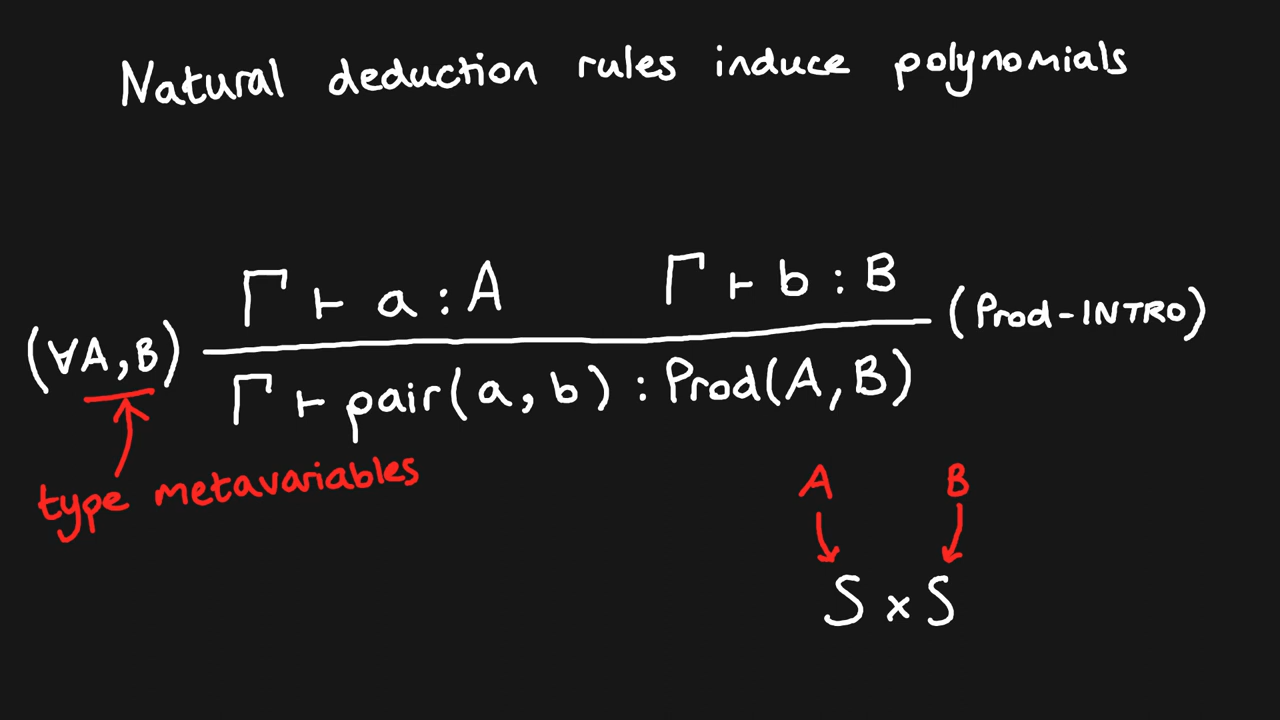 Natural deduction rules induce polynomials
Γ ⊢ a : A Γ ⊢ b : B
(∀A,B) (Prod-INTRO)
Γ ⊢ pair(a, b) : Prod(A, B)
type metavariables
A B
S × S